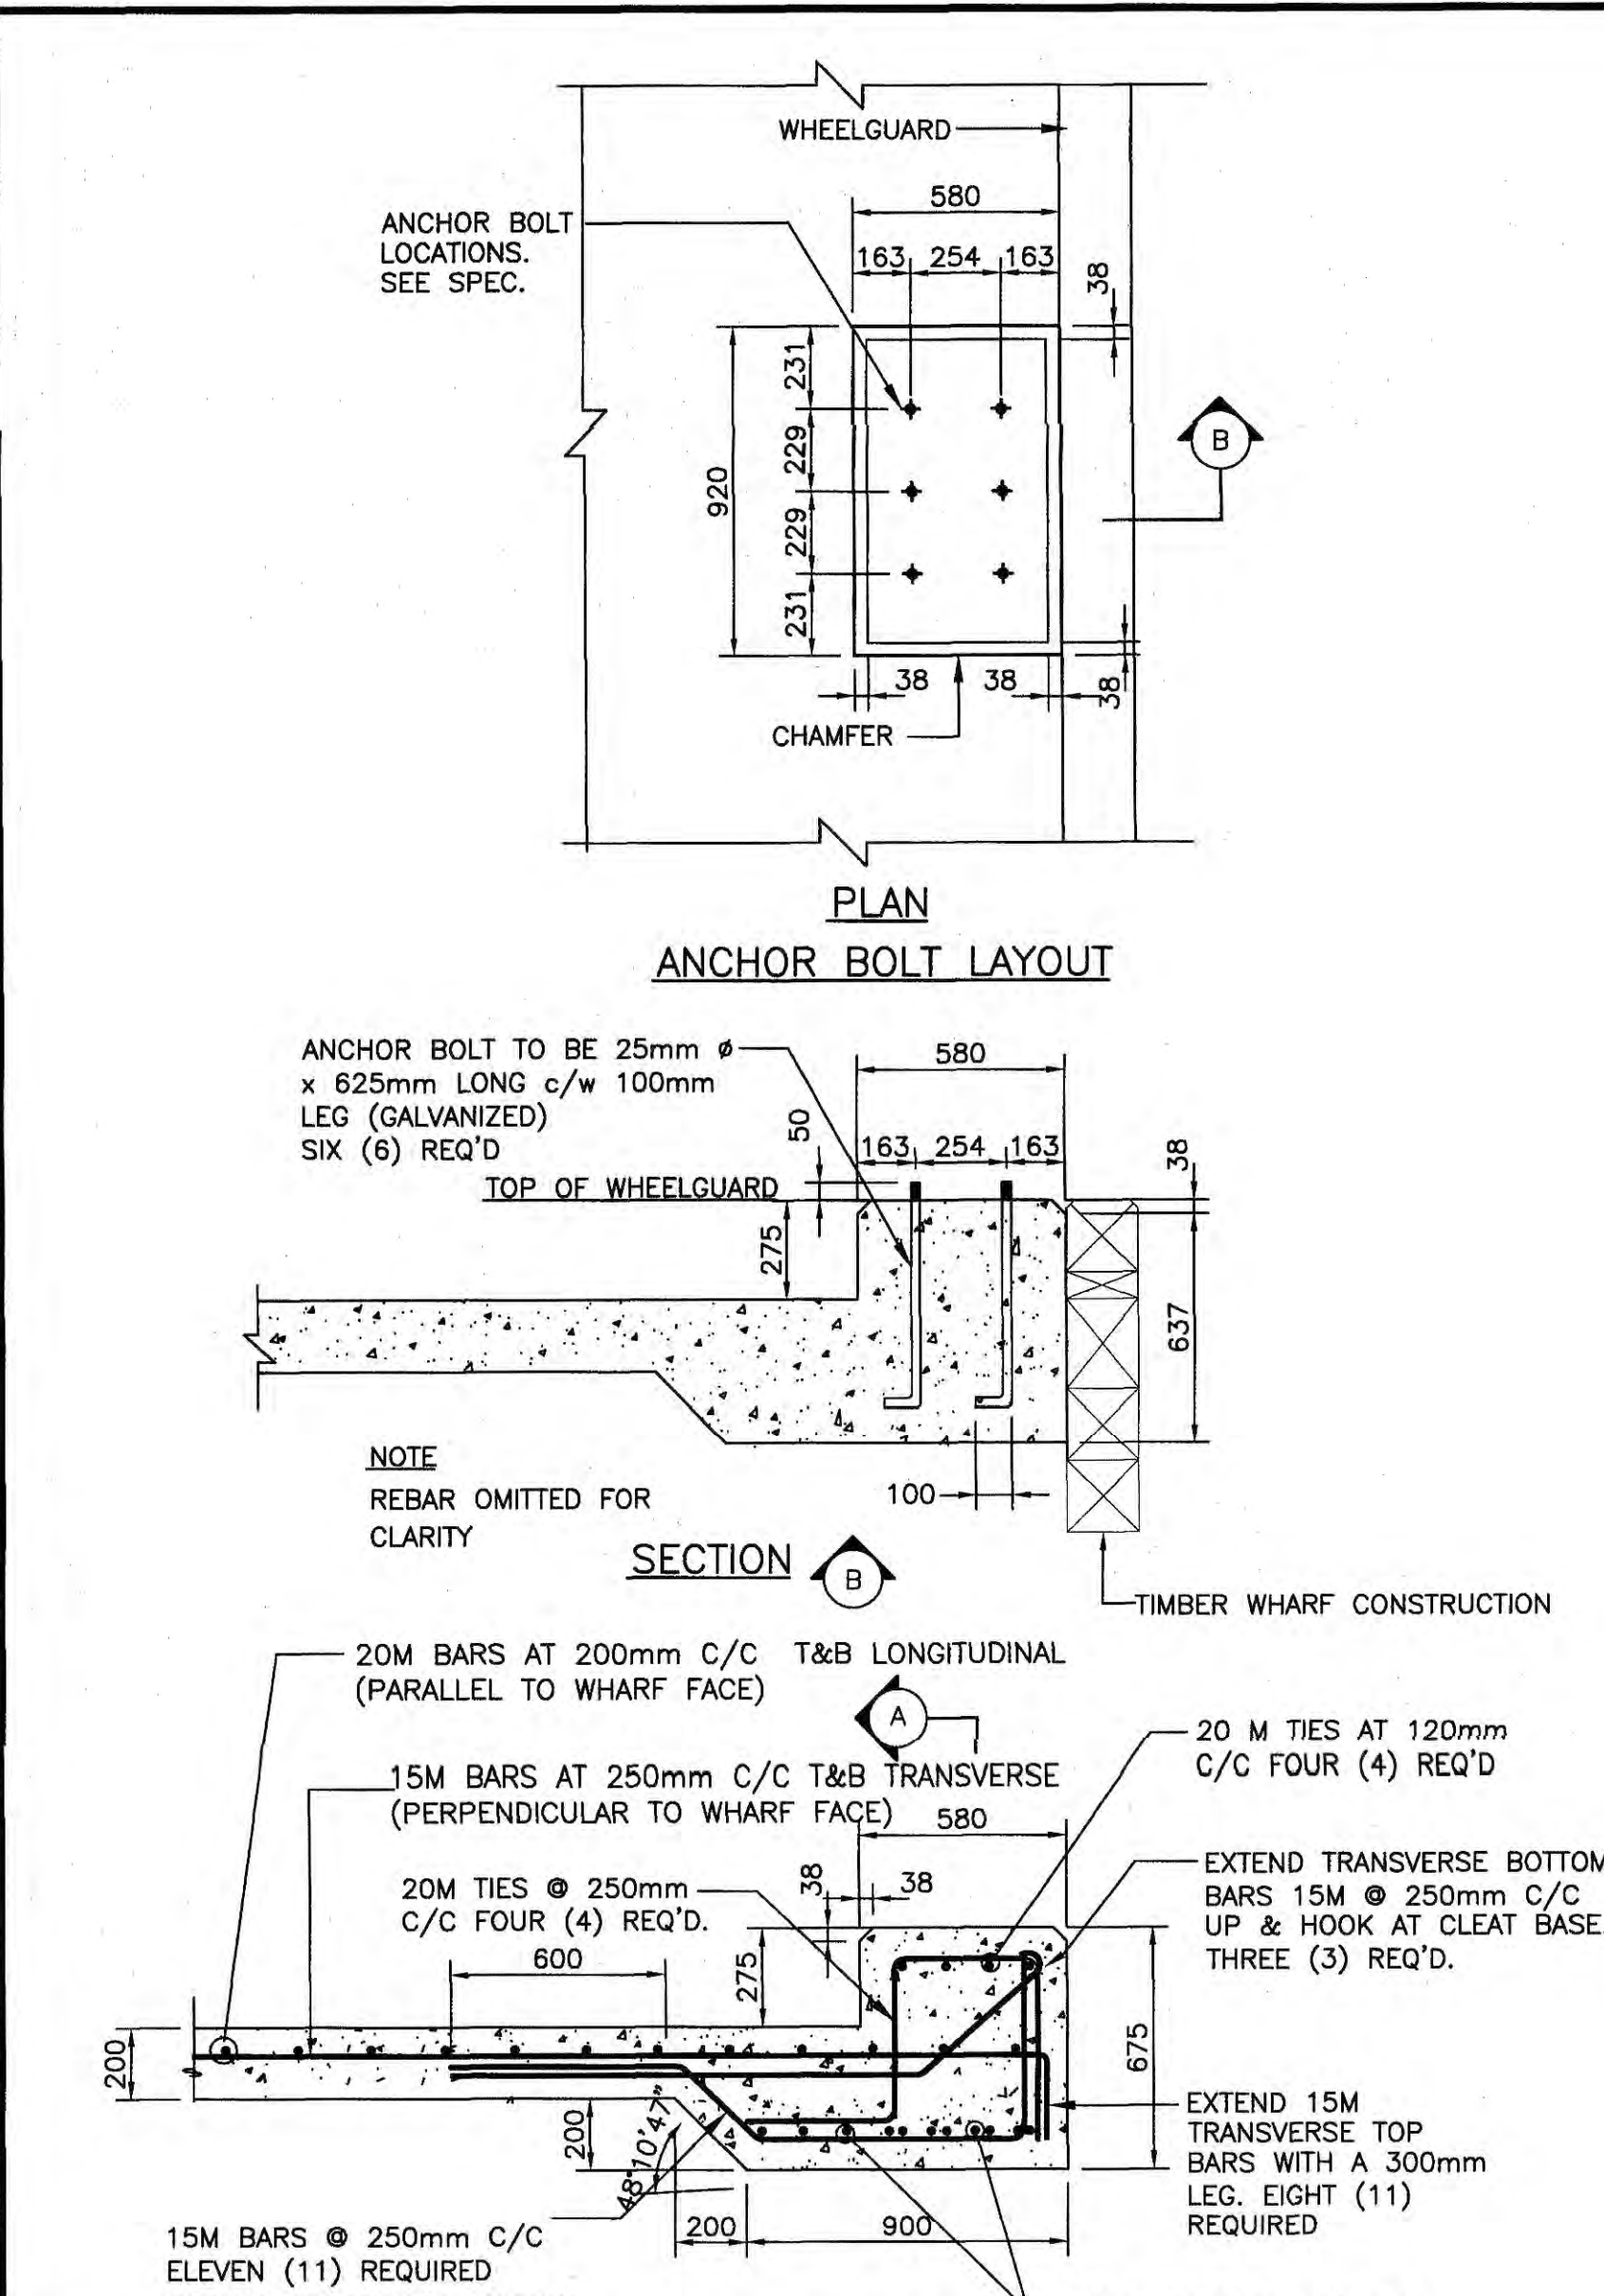 WHEELGUARD
580
ANCHOR BOLT
LOCATIONS.
SEE SPEC.
163 254 163
38
231
229
920
229
231
B
38 38
38
CHAMFER
PLAN
ANCHOR BOLT LAYOUT
ANCHOR BOLT TO BE 25mm ø
x 625mm LONG c/w 100mm
LEG (GALVANIZED)
SIX (6) REQ'D
580
50
163 254 163
38
TOP OF WHEELGUARD
275
637
NOTE
REBAR OMITTED FOR
CLARITY
100
SECTION B
TIMBER WHARF CONSTRUCTION
20M BARS AT 200mm C/C T&B LONGITUDINAL
(PARALLEL TO WHARF FACE)
A
20 M TIES AT 120mm
C/C FOUR (4) REQ'D
15M BARS AT 250mm C/C T&B TRANSVERSE
(PERPENDICULAR TO WHARF FACE)
580
20M TIES @ 250mm
C/C FOUR (4) REQ'D.
38 38
EXTEND TRANSVERSE BOTTOM
BARS 15M @ 250mm C/C
UP & HOOK AT CLEAT BASE
THREE (3) REQ'D.
600
275
200
675
200
48°10'47"
EXTEND 15M
TRANSVERSE TOP
BARS WITH A 300mm
LEG. EIGHT (11)
REQUIRED
200 900
15M BARS @ 250mm C/C
ELEVEN (11) REQUIRED